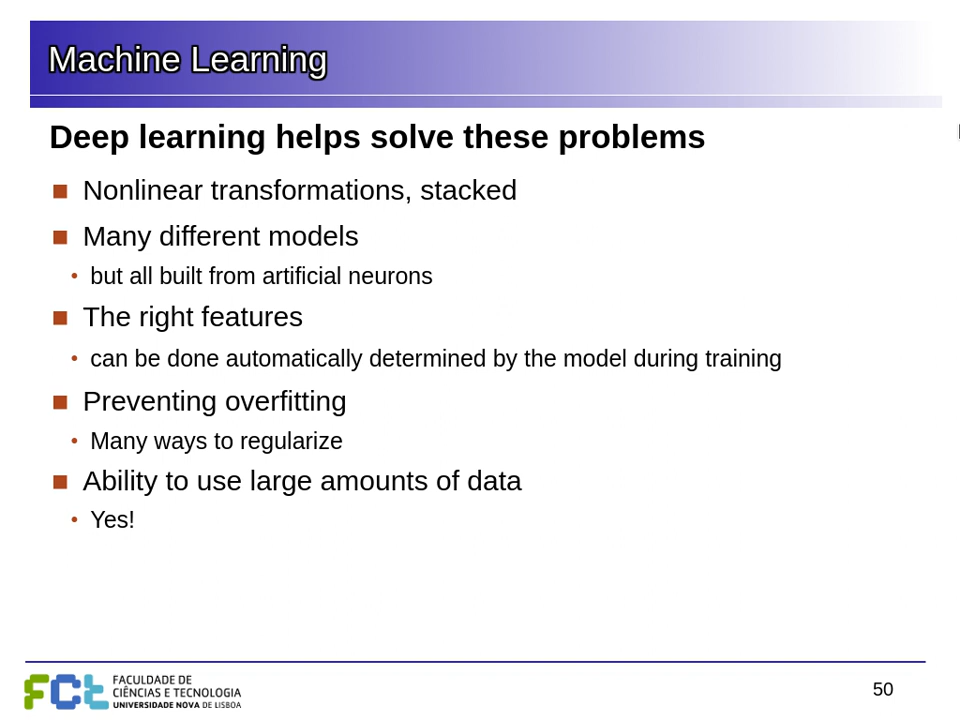 Machine Learning
Deep learning helps solve these problems
Nonlinear transformations, stacked
Many different models
but all built from artificial neurons
The right features
can be done automatically determined by the model during training
Preventing overfitting
Many ways to regularize
Ability to use large amounts of data
Yes!
FCt
FACULDADE DE
CIÊNCIAS E TECNOLOGIA
UNIVERSIDADE NOVA DE LISBOA
50